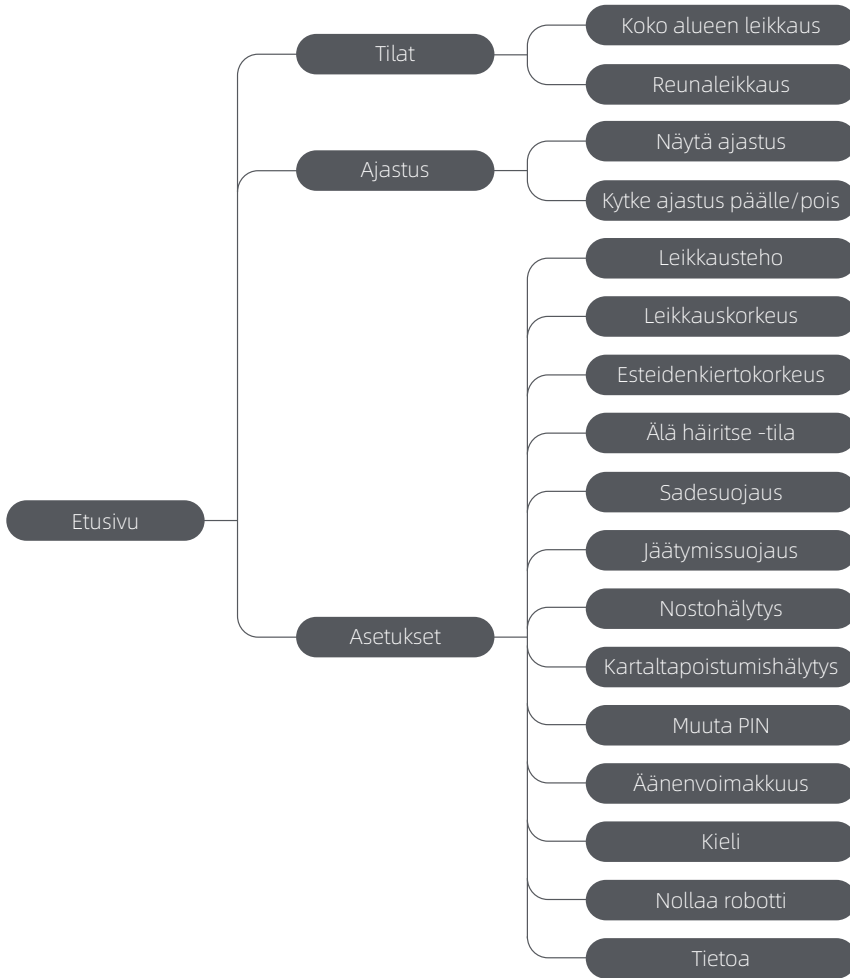 Etusivu
Tilat
Koko alueen leikkaus
Reunaleikkaus
Ajastus
Näytä ajastus
Kytke ajastus päälle/pois
Asetukset
Leikkausteho
Leikkauskorkeus
Esteidenkiertokorkeus
Älä häiritse -tila
Sadesuojaus
Jäätymissuojaus
Nostohälytys
Kartaltapoistumishälytys
Muuta PIN
Äänenvoimakkuus
Kieli
Nollaa robotti
Tietoa